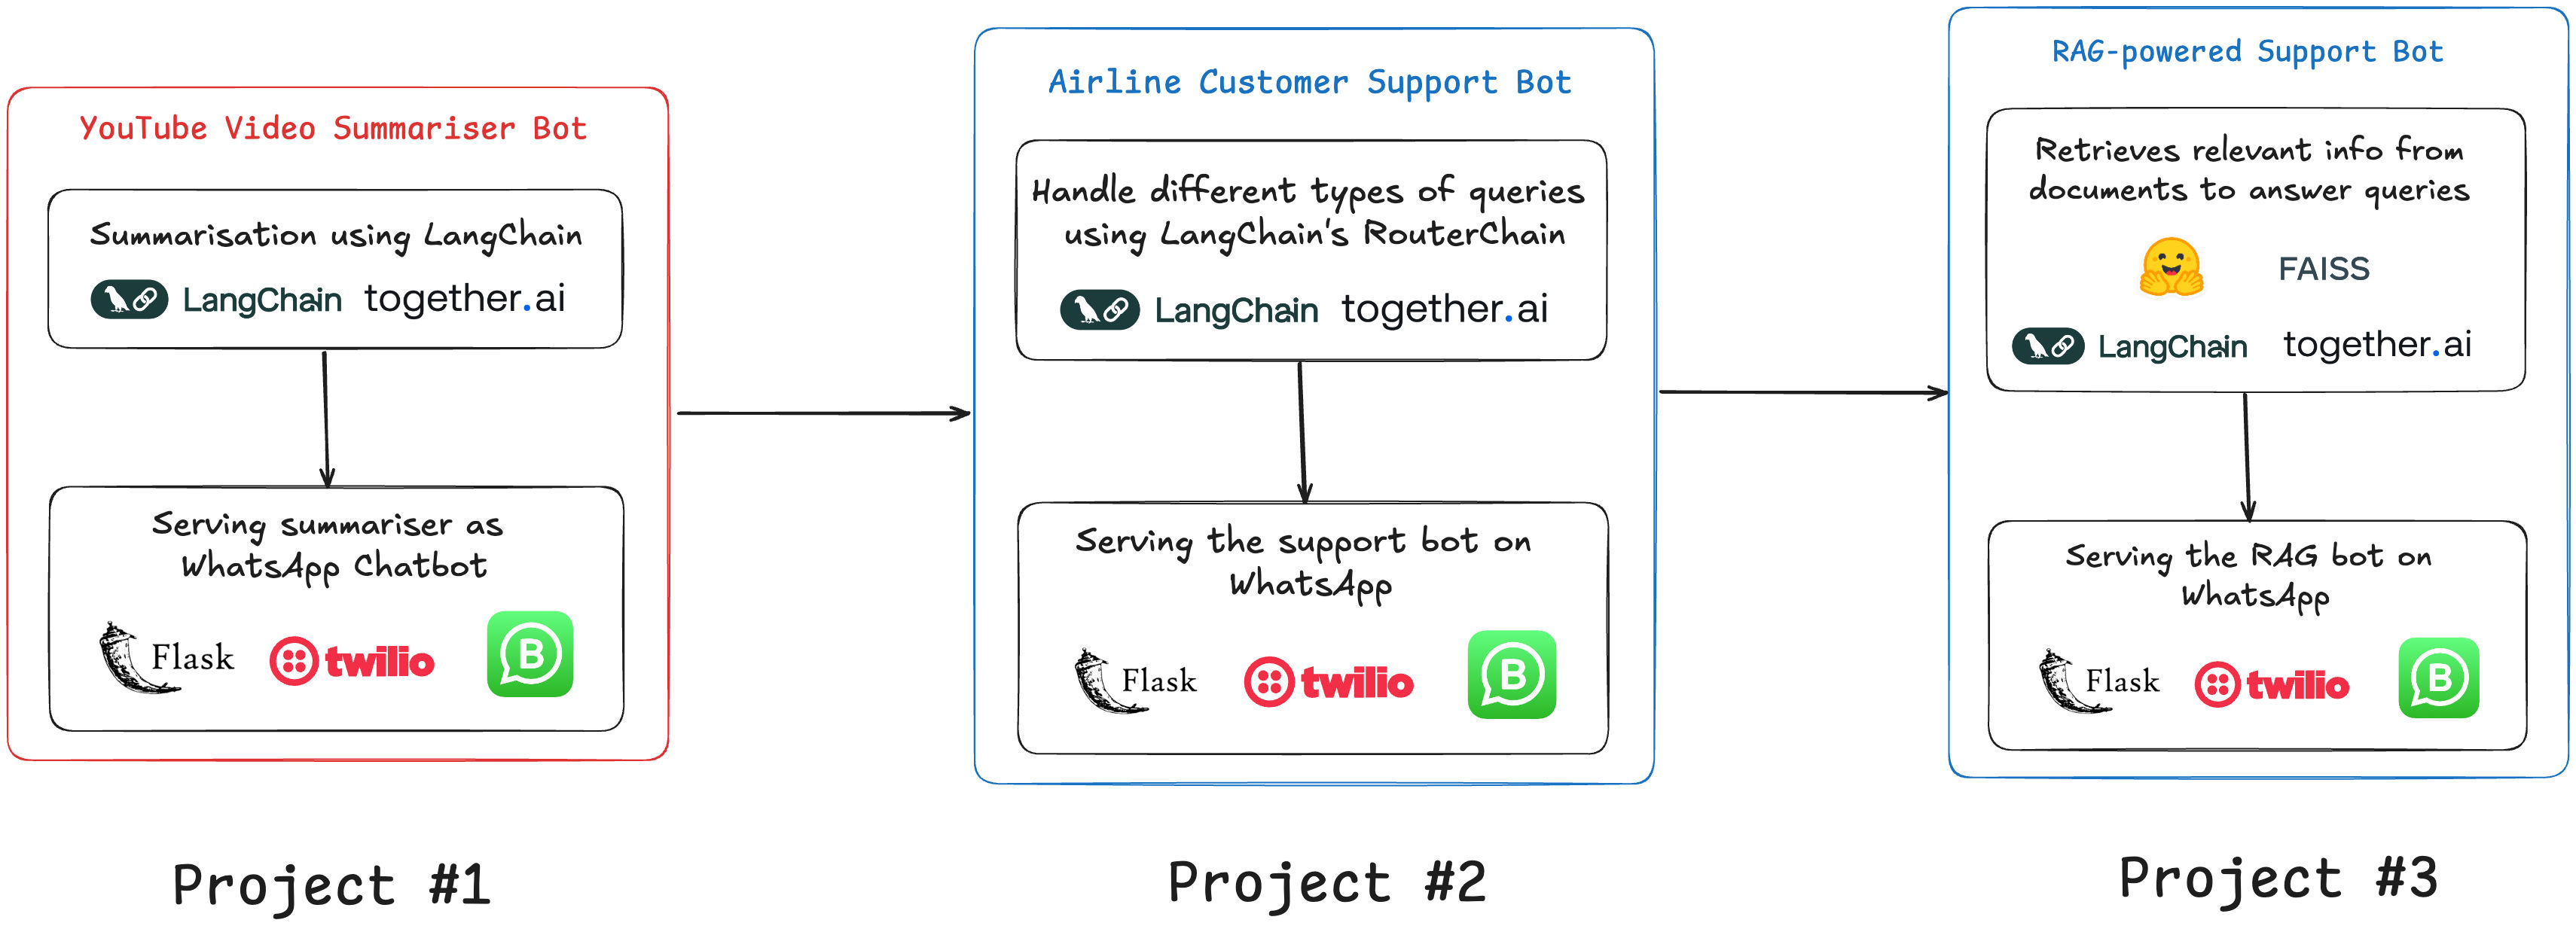 YouTube Video Summariser Bot
Summarisation using LangChain
LangChain together.ai
Serving summariser as
WhatsApp Chatbot
Flask twilio B
Project #1
Airline Customer Support Bot
Handle different types of queries
using LangChain's RouterChain
LangChain together.ai
Serving the support bot on
WhatsApp
Flask twilio B
Project #2
RAG-powered Support Bot
Retrieves relevant info from
documents to answer queries
FAISS
LangChain together.ai
Serving the RAG bot on
WhatsApp
Flask twilio B
Project #3